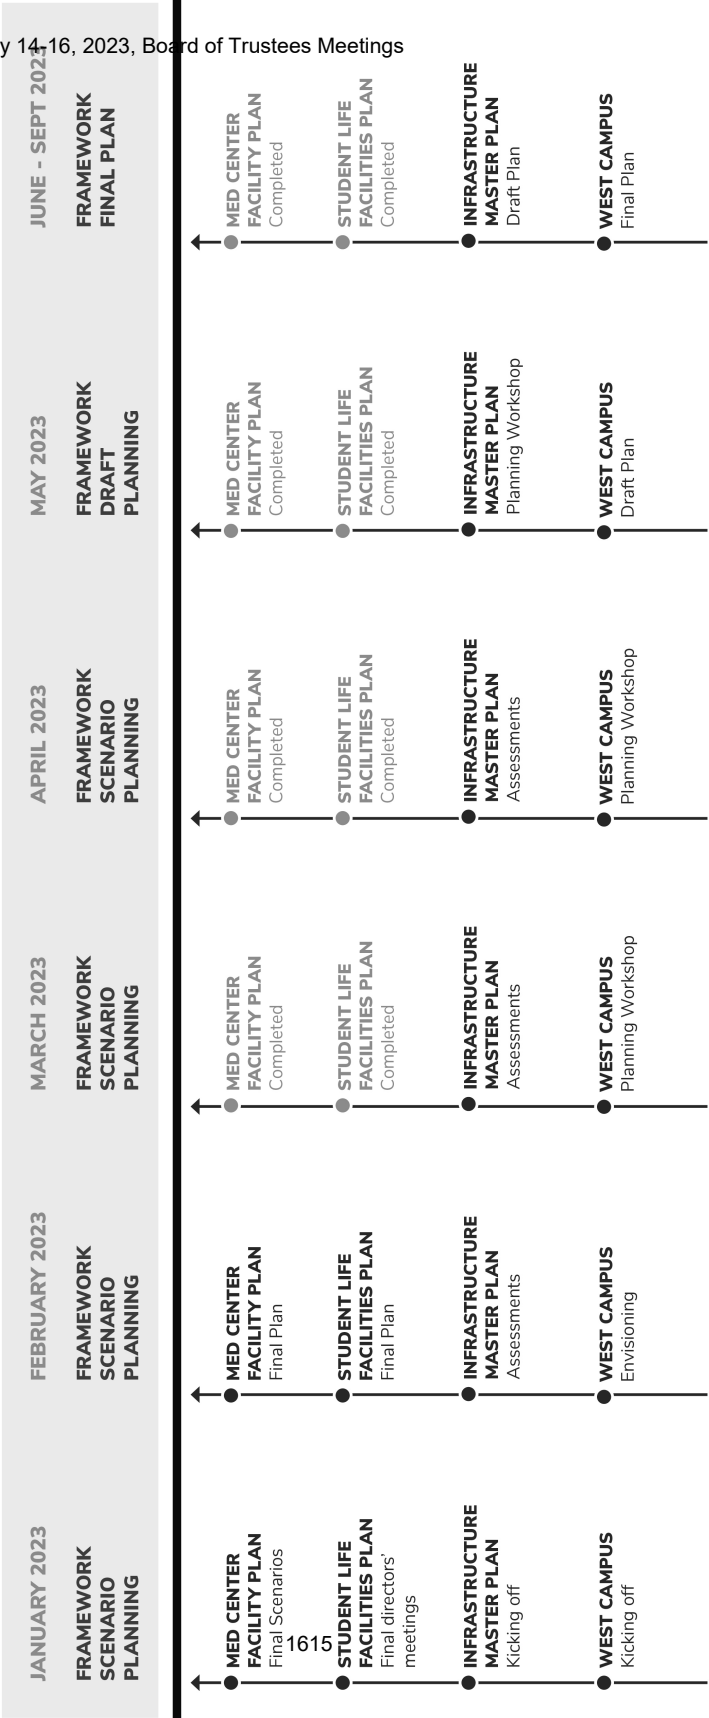 y 14-16, 2023, Board of Trustees Meetings
JANUARY 2023
FRAMEWORK
SCENARIO
PLANNING
MED CENTER
FACILITY PLAN
Final Scenarios
STUDENT LIFE
FACILITIES PLAN
Final directors’
meetings
INFRASTRUCTURE
MASTER PLAN
Kicking off
WEST CAMPUS
Kicking off
FEBRUARY 2023
FRAMEWORK
SCENARIO
PLANNING
MED CENTER
FACILITY PLAN
Final Plan
STUDENT LIFE
FACILITIES PLAN
Final Plan
INFRASTRUCTURE
MASTER PLAN
Assessments
WEST CAMPUS
Envisioning
MARCH 2023
FRAMEWORK
SCENARIO
PLANNING
MED CENTER
FACILITY PLAN
Completed
STUDENT LIFE
FACILITIES PLAN
Completed
INFRASTRUCTURE
MASTER PLAN
Assessments
WEST CAMPUS
Planning Workshop
APRIL 2023
FRAMEWORK
SCENARIO
PLANNING
MED CENTER
FACILITY PLAN
Completed
STUDENT LIFE
FACILITIES PLAN
Completed
INFRASTRUCTURE
MASTER PLAN
Assessments
WEST CAMPUS
Planning Workshop
MAY 2023
FRAMEWORK
DRAFT
PLANNING
MED CENTER
FACILITY PLAN
Completed
STUDENT LIFE
FACILITIES PLAN
Completed
INFRASTRUCTURE
MASTER PLAN
Planning Workshop
WEST CAMPUS
Draft Plan
JUNE - SEPT 2023
FRAMEWORK
FINAL PLAN
MED CENTER
FACILITY PLAN
Completed
STUDENT LIFE
FACILITIES PLAN
Completed
INFRASTRUCTURE
MASTER PLAN
Draft Plan
WEST CAMPUS
Final Plan
1615